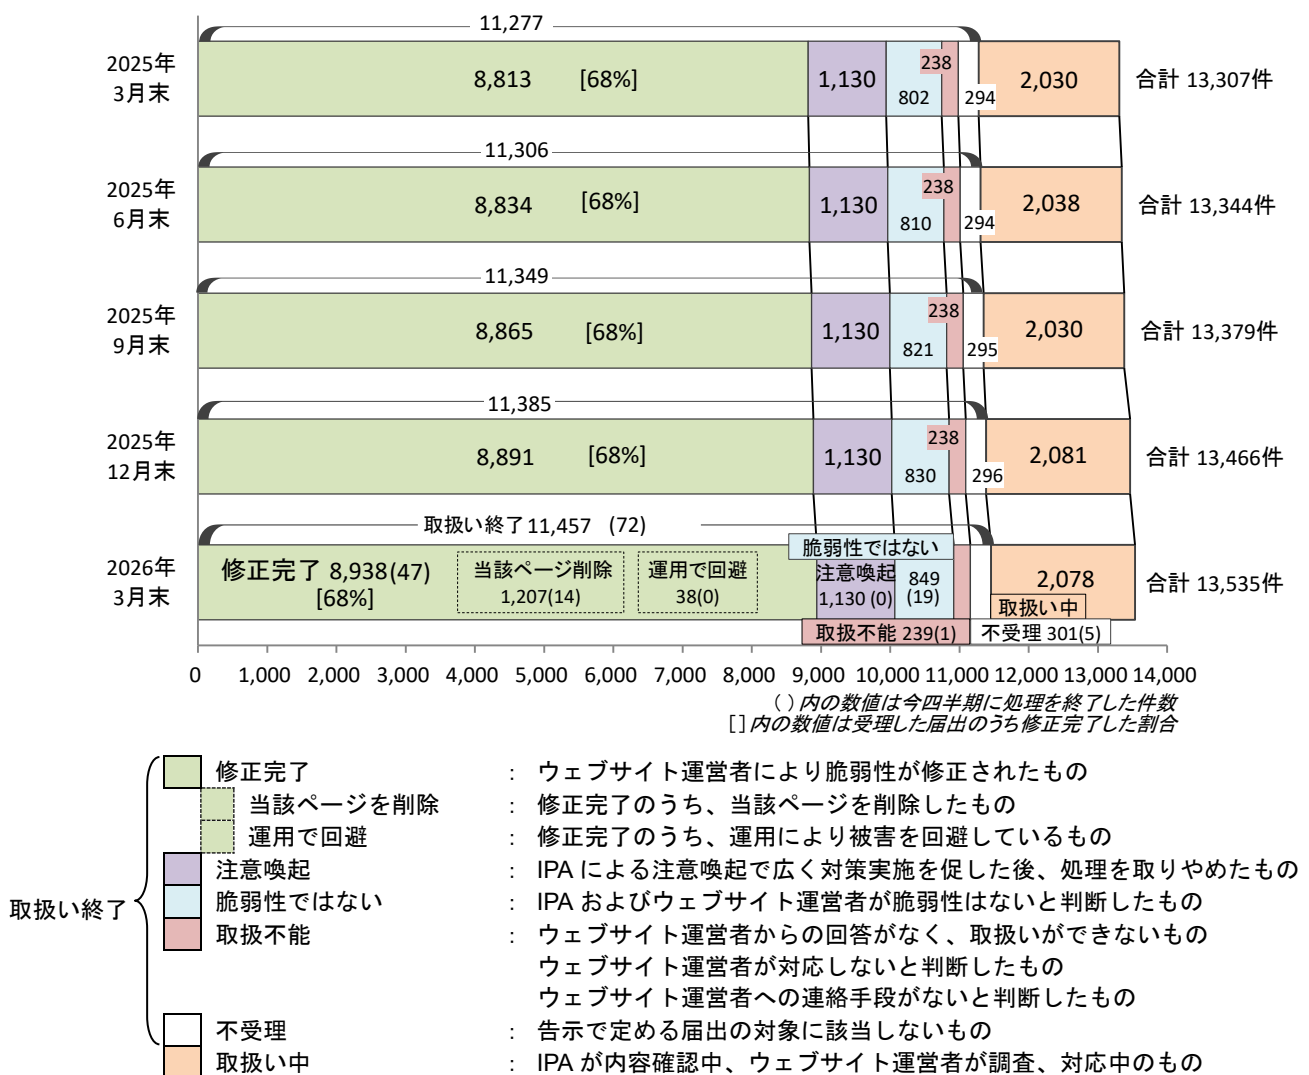 11,277
2025年
3月末
8,813 [68%] 1,130 802 238 294 2,030 合計 13,307件
11,306
2025年
6月末
8,834 [68%] 1,130 810 238 294 2,038 合計 13,344件
11,349
2025年
9月末
8,865 [68%] 1,130 821 238 295 2,030 合計 13,379件
11,385
2025年
12月末
8,891 [68%] 1,130 830 238 296 2,081 合計 13,466件
取扱い終了11,457 (72)
2026年
3月末
修正完了 8,938(47)
[68%]
当該ページ削除
1,207(14)
運用で回避
38(0)
脆弱性ではない
注意喚起
1,130 (0)
849
(19)
2,078
取扱い中
合計 13,535件
取扱不能 239(1) 不受理 301(5)
0 1,000 2,000 3,000 4,000 5,000 6,000 7,000 8,000 9,000 10,000 11,000 12,000 13,000 14,000
( ) 内の数値は今四半期に処理を終了した件数
[ ] 内の数値は受理した届出のうち修正完了した割合
取扱い終了
修正完了 : ウェブサイト運営者により脆弱性が修正されたもの
当該ページを削除 : 修正完了のうち、当該ページを削除したもの
運用で回避 : 修正完了のうち、運用により被害を回避しているもの
注意喚起 : IPA による注意喚起で広く対策実施を促した後、処理を取りやめたもの
脆弱性ではない : IPA およびウェブサイト運営者が脆弱性はないと判断したもの
取扱不能 : ウェブサイト運営者からの回答がなく、取扱いができないもの
ウェブサイト運営者が対応しないと判断したもの
ウェブサイト運営者への連絡手段がないと判断したもの
不受理 : 告示で定める届出の対象に該当しないもの
取扱い中 : IPA が内容確認中、ウェブサイト運営者が調査、対応中のもの